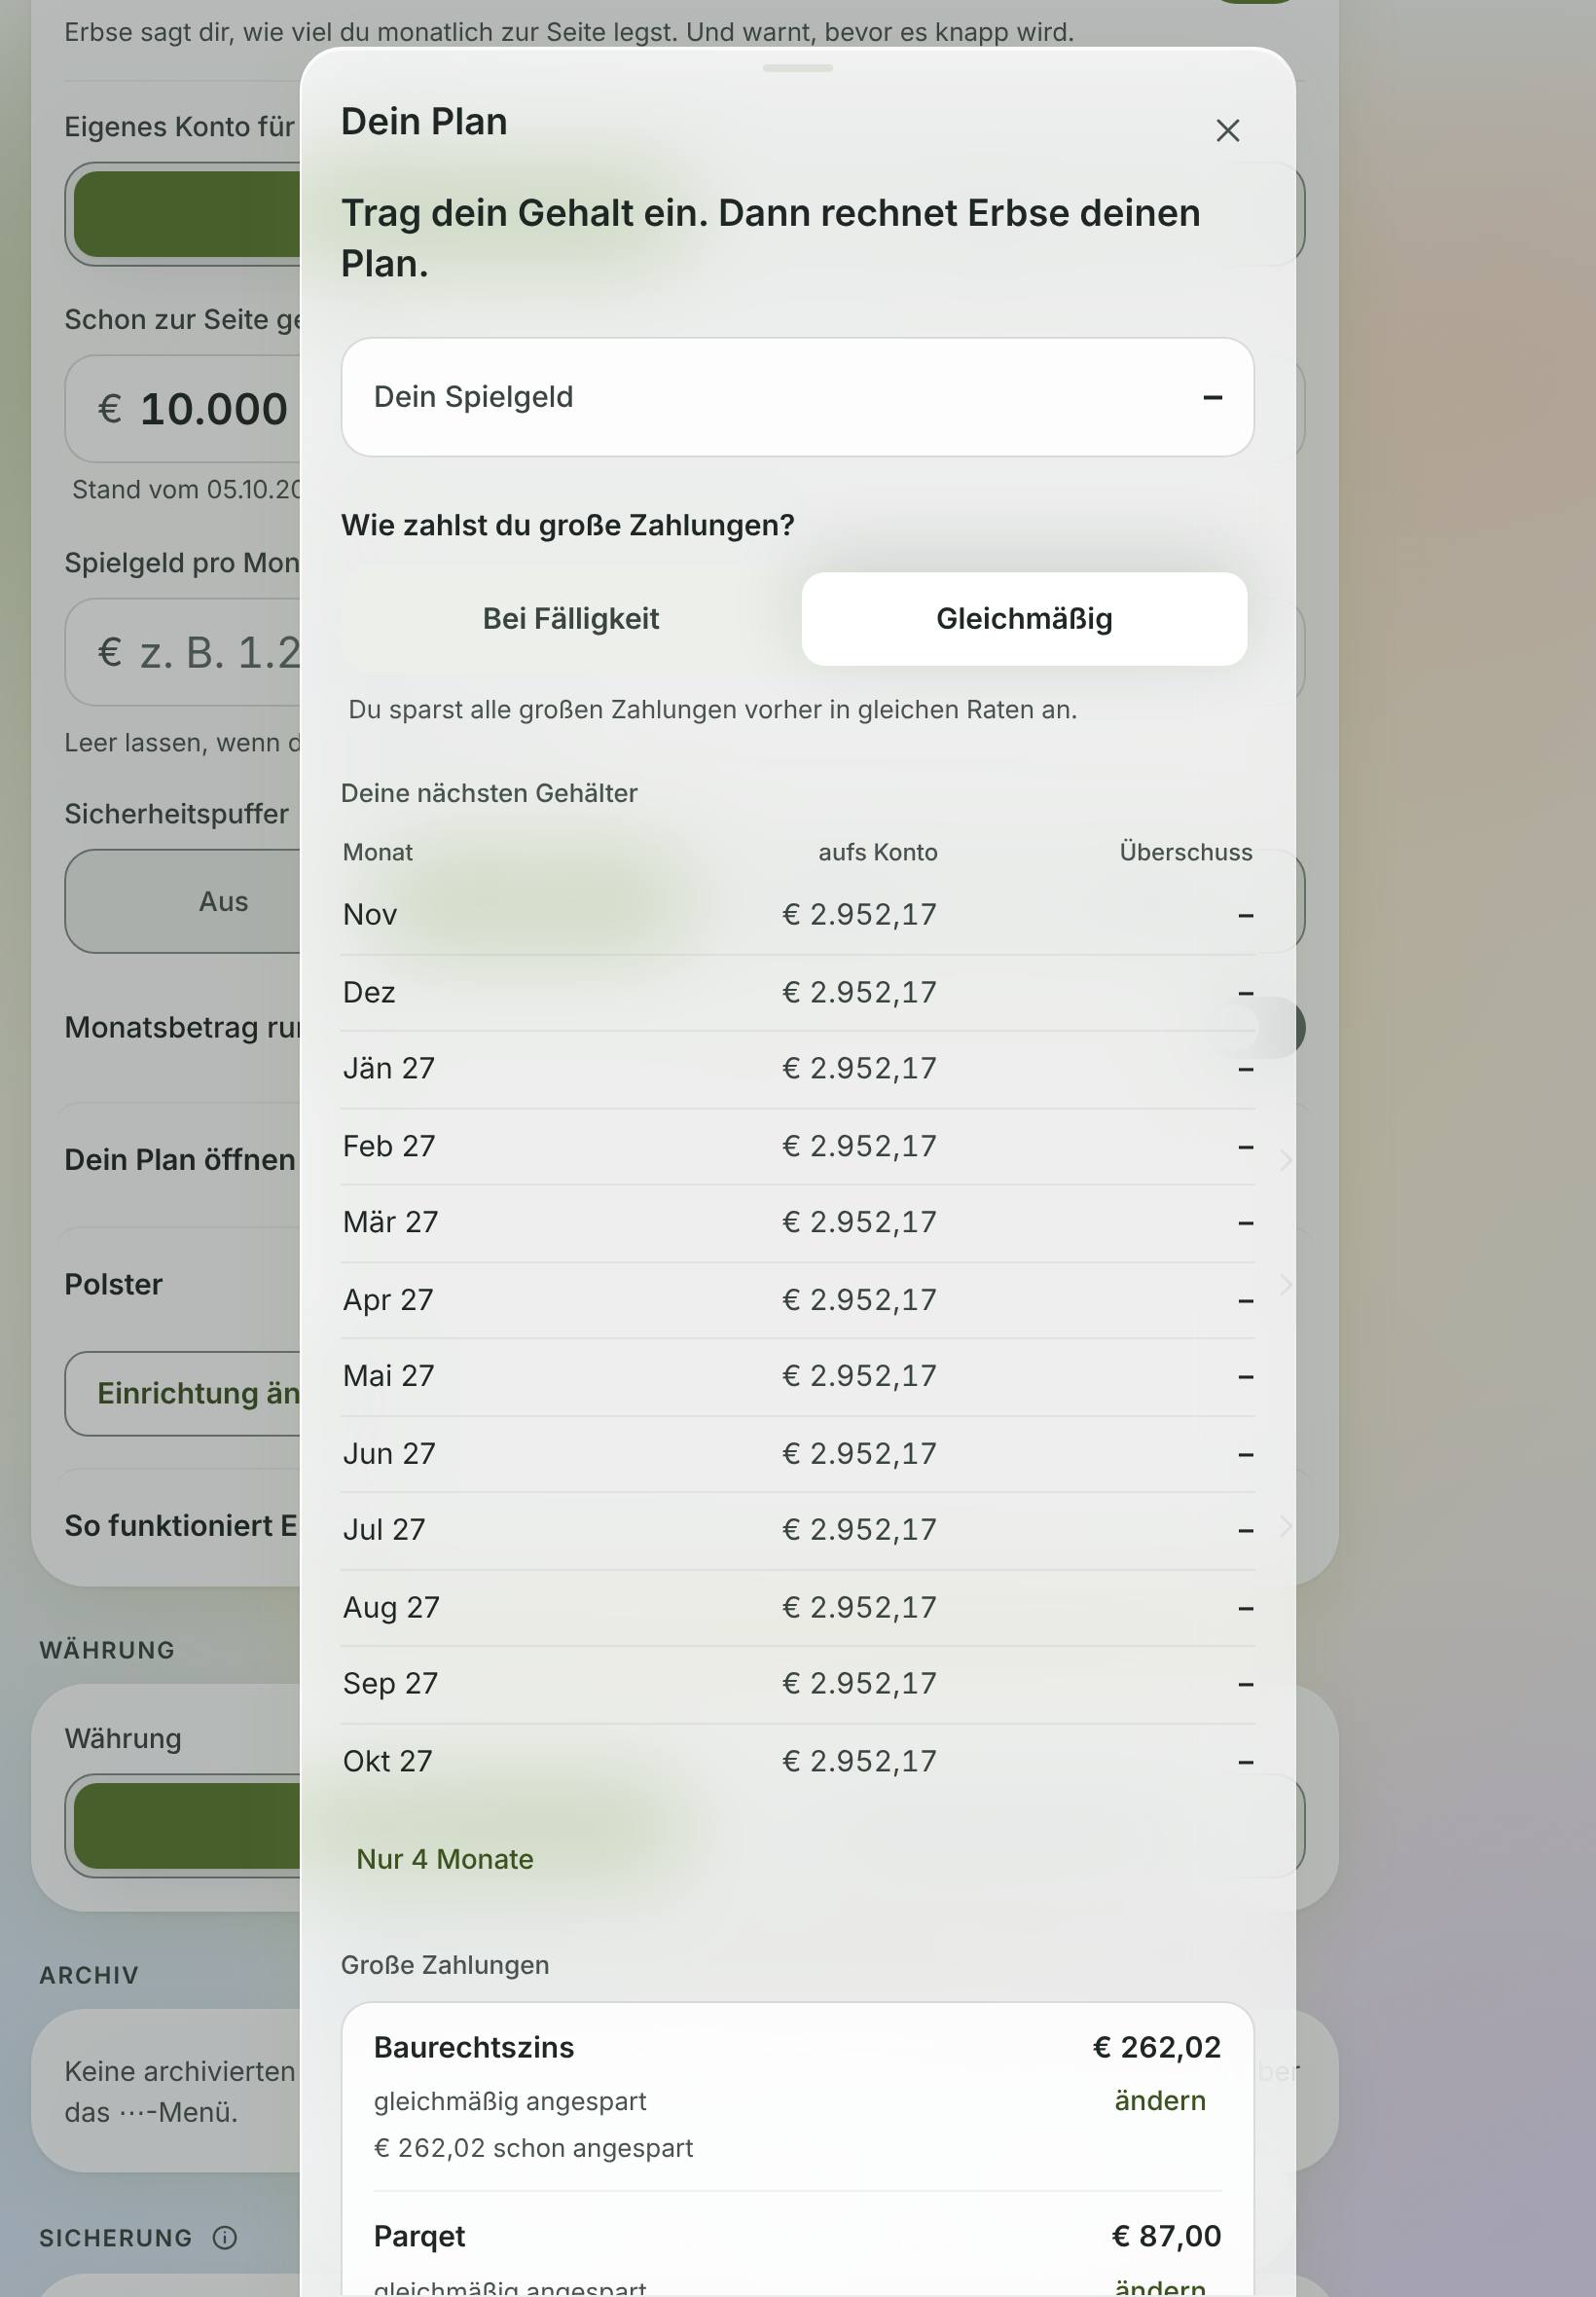 Erbse sagt dir, wie viel du monatlich zur Seite legst. Und warnt, bevor es knapp wird.
Eigenes Konto für
Schon zur Seite ge
€ 10.000
Stand vom 05.10.20
Spielgeld pro Mon
€ z. B. 1.2
Leer lassen, wenn d
Sicherheitspuffer
Aus
Monatsbetrag run
Dein Plan öffnen
Polster
Einrichtung än
So funktioniert E
WÄHRUNG
Währung
ARCHIV
Keine archivierten
das ···-Menü.
SICHERUNG
Dein Plan
Trag dein Gehalt ein. Dann rechnet Erbse deinen
Plan.
Dein Spielgeld –
Wie zahlst du große Zahlungen?
Bei Fälligkeit Gleichmäßig
Du sparst alle großen Zahlungen vorher in gleichen Raten an.
Deine nächsten Gehälter
Monat aufs Konto Überschuss
Nov € 2.952,17 –
Dez € 2.952,17 –
Jän 27 € 2.952,17 –
Feb 27 € 2.952,17 –
Mär 27 € 2.952,17 –
Apr 27 € 2.952,17 –
Mai 27 € 2.952,17 –
Jun 27 € 2.952,17 –
Jul 27 € 2.952,17 –
Aug 27 € 2.952,17 –
Sep 27 € 2.952,17 –
Okt 27 € 2.952,17 –
Nur 4 Monate
Große Zahlungen
Baurechtszins € 262,02
gleichmäßig angespart ändern
€ 262,02 schon angespart
Parqet € 87,00
gleichmäßig angespart ändern